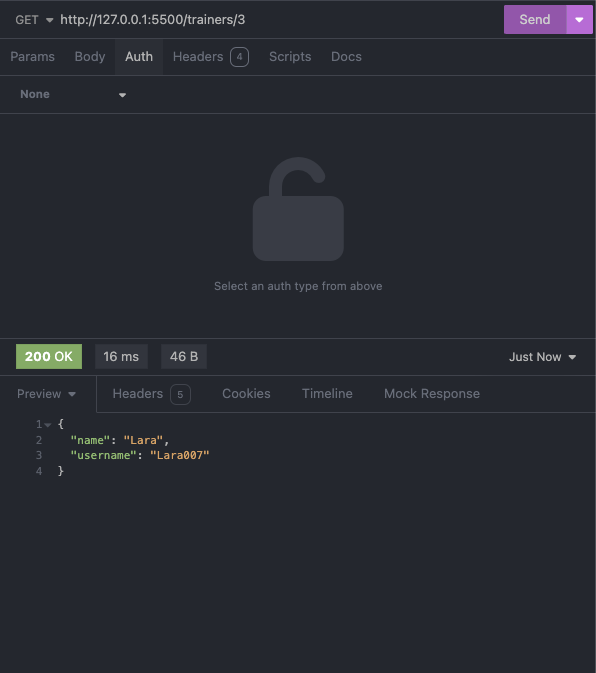 GET http://127.0.0.1:5500/trainers/3 Send
Params Body Auth Headers 4 Scripts Docs
None
Select an auth type from above
200 OK 16 ms 46 B Just Now
Preview Headers 5 Cookies Timeline Mock Response
1 {
2 "name": "Lara",
3 "username": "Lara007"
4 }